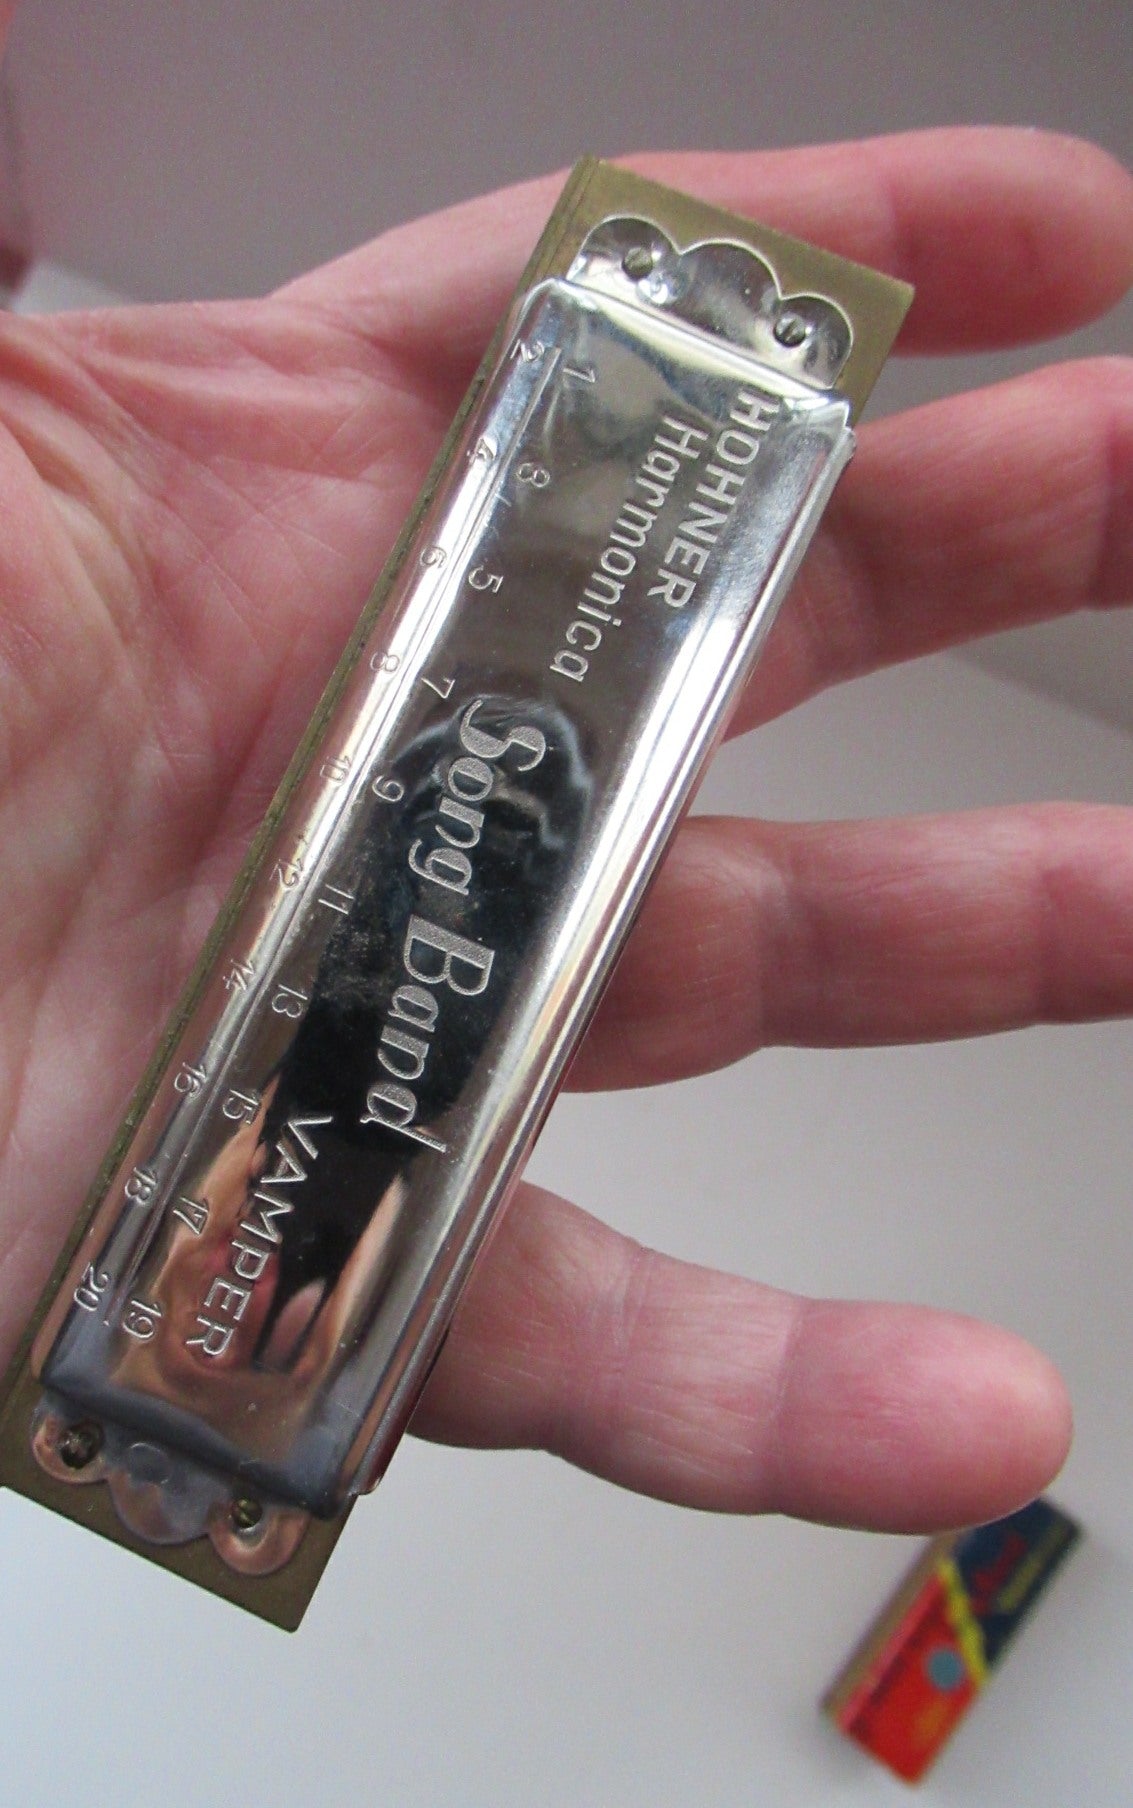 HOHNER
Harmonica
Song Band
VAMPER
1 3 5 7 9 11 13 15 17 19
2 4 6 8 10 12 14 16 18 20